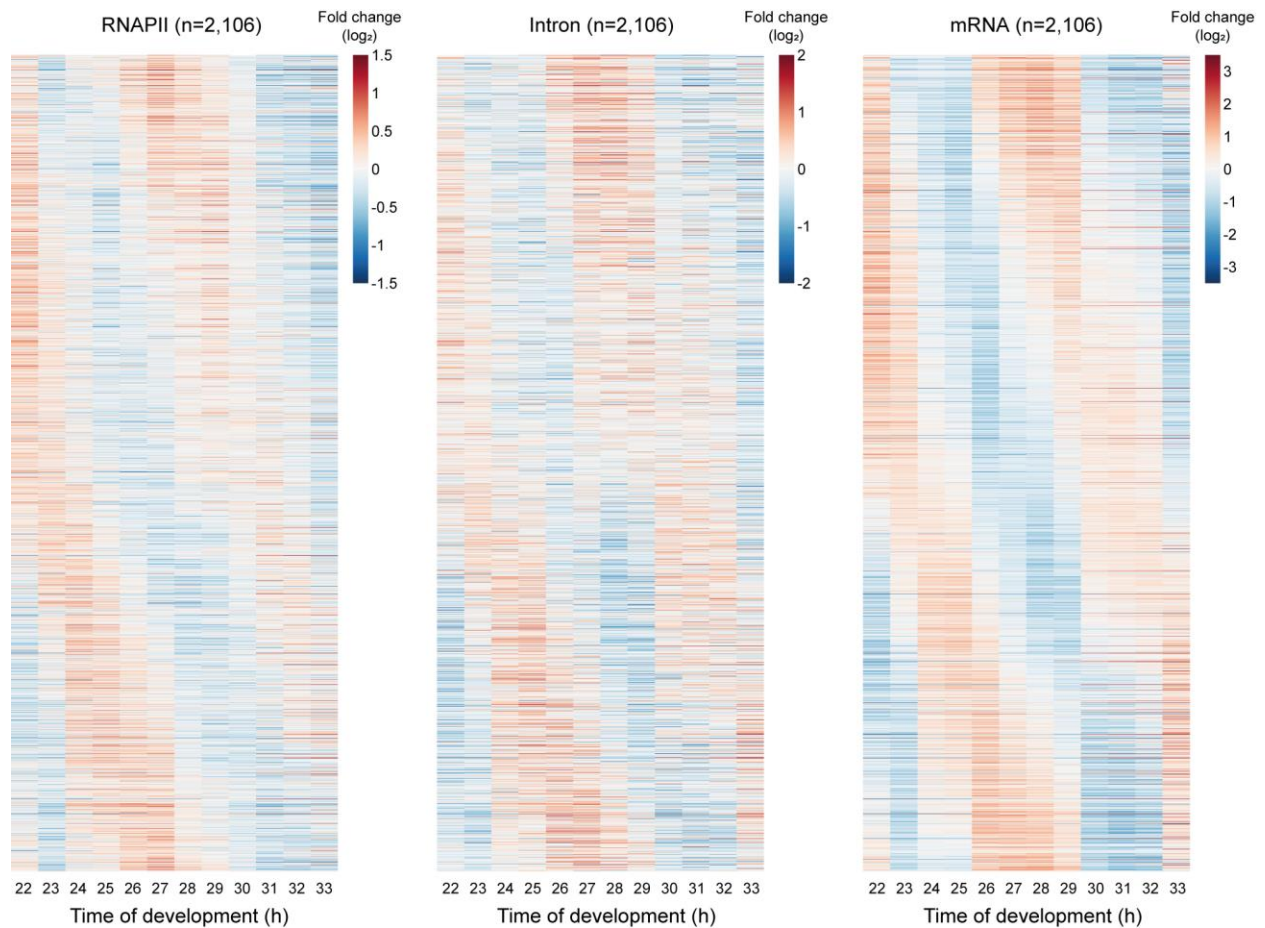 RNAPII (n=2,106)
Fold change
(log₂)
1.5
1
0.5
0
-0.5
-1
-1.5
22 23 24 25 26 27 28 29 30 31 32 33
Time of development (h)
Intron (n=2,106)
Fold change
(log₂)
2
1
0
-1
-2
22 23 24 25 26 27 28 29 30 31 32 33
Time of development (h)
mRNA (n=2,106)
Fold change
(log₂)
3
2
1
0
-1
-2
-3
22 23 24 25 26 27 28 29 30 31 32 33
Time of development (h)